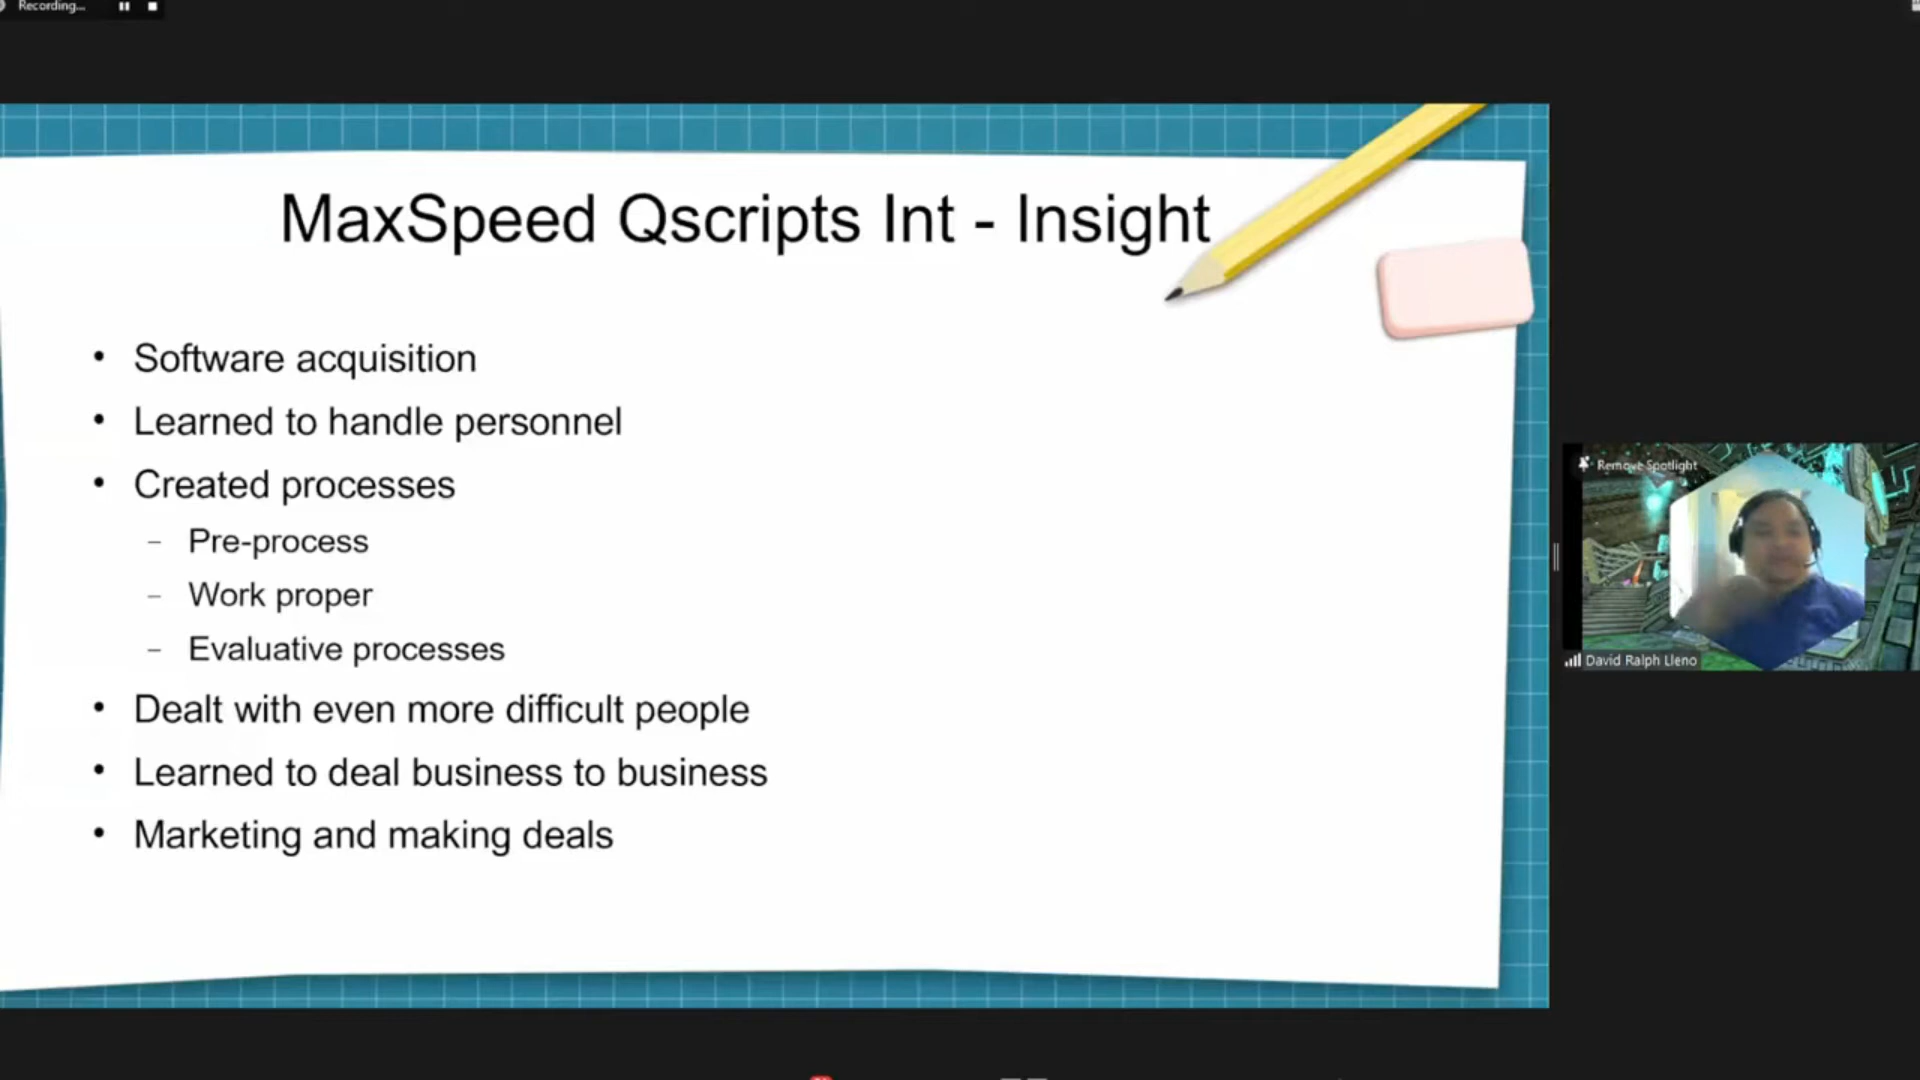 Recording...
MaxSpeed Qscripts Int - Insight
• Software acquisition
• Learned to handle personnel
• Created processes
– Pre-process
– Work proper
– Evaluative processes
• Dealt with even more difficult people
• Learned to deal business to business
• Marketing and making deals
Remove Spotlight
David Ralph Lleno